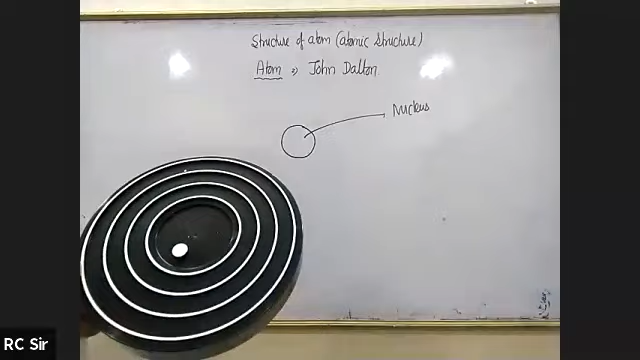 Structure of atom (atomic structure)
Atom ⇒ John Dalton
Nucleus
RC Sir